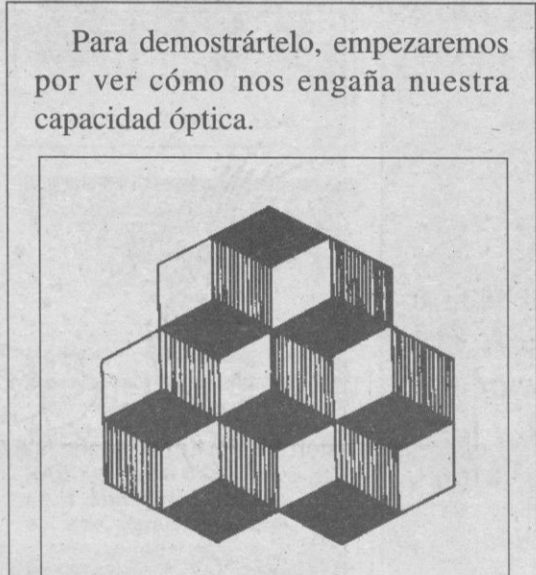 Para demostrártelo, empezaremos
por ver cómo nos engaña nuestra
capacidad óptica.